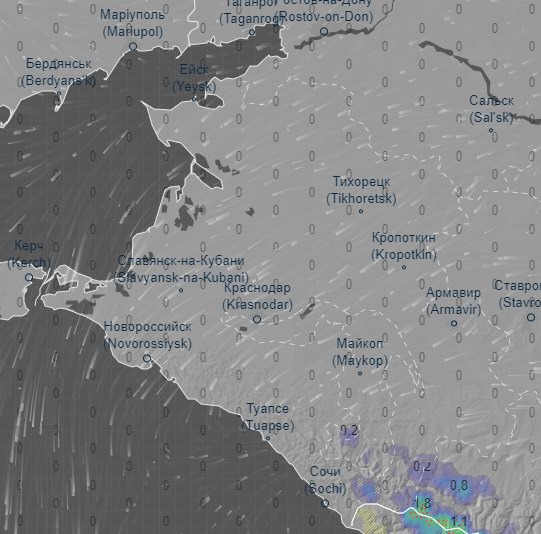 Маріуполь
(Mariupol)
Таганрог
(Taganrog)
Ростов-на-Дону
(Rostov-on-Don)
Бердянськ
(Berdyans'k)
Ейск
(Yeysk)
Сальск
(Sal'sk)
Тихорецк
(Tikhoretsk)
Керч
(Kerch)
Славянск-на-Кубани
(Slavyansk-na-Kubani)
Кропоткин
(Kropotkin)
Краснодар
(Krasnodar)
Армавир
(Armavir)
Ставро
(Stavro
Новороссийск
(Novorossiysk)
Майкоп
(Maykop)
Туапсе
(Tuapse)
0.2
Сочи
(Sochi)
0.2
0.8
1.8
1.1